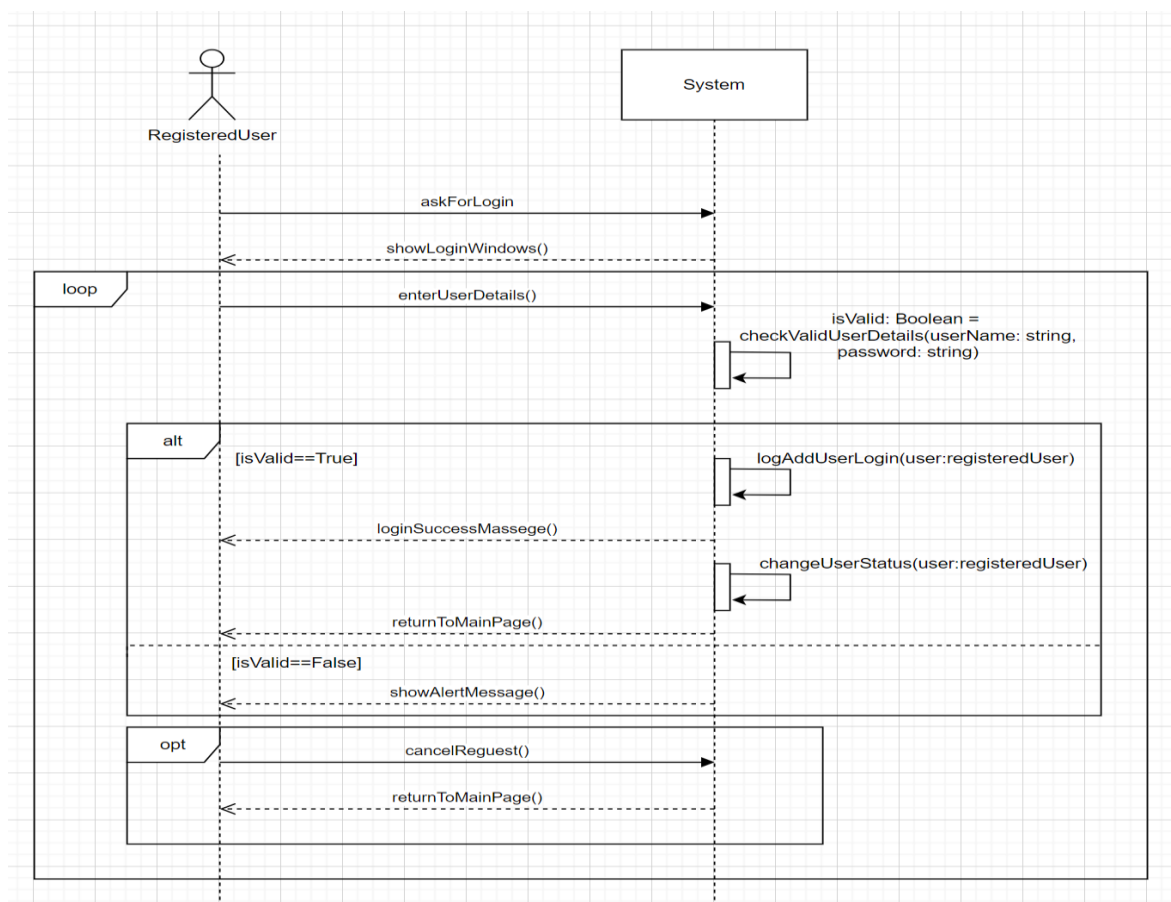 System
RegisteredUser
askForLogin
showLoginWindows()
loop
enterUserDetails()
isValid: Boolean =
checkValidUserDetails(userName: string,
password: string)
alt
[isValid==True]
logAddUserLogin(user:registeredUser)
loginSuccessMassege()
changeUserStatus(user:registeredUser)
returnToMainPage()
[isValid==False]
showAlertMessage()
opt
cancelReguest()
returnToMainPage()